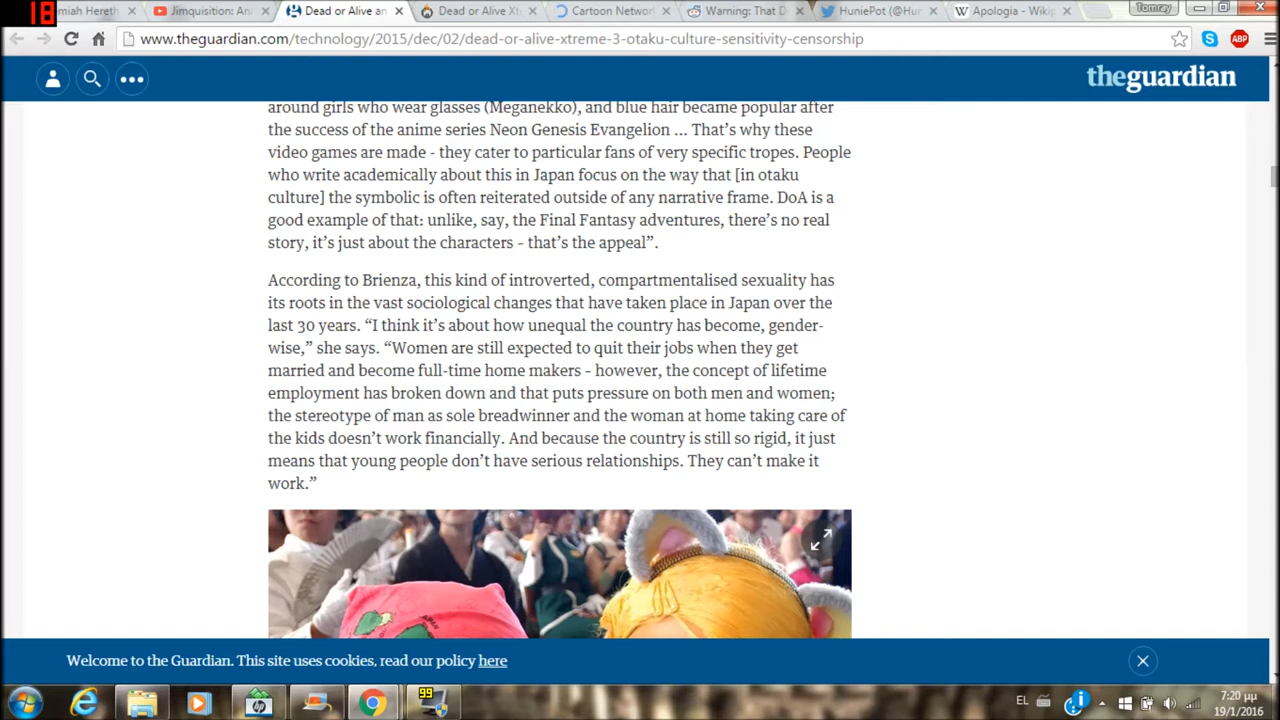 18
emiah Hereth
Jimquisition: An
Dead or Alive an
Dead or Alive Xtr
Cartoon Networ
Warning: That D
HuniePot (@Hun
Apologia - Wikip
Tomray
www.theguardian.com/technology/2015/dec/02/dead-or-alive-xtreme-3-otaku-culture-sensitivity-censorship
ABP
theguardian
around girls who wear glasses (Meganekko), and blue hair became popular after
the success of the anime series Neon Genesis Evangelion ... That’s why these
video games are made - they cater to particular fans of very specific tropes. People
who write academically about this in Japan focus on the way that [in otaku
culture] the symbolic is often reiterated outside of any narrative frame. DoA is a
good example of that: unlike, say, the Final Fantasy adventures, there’s no real
story, it’s just about the characters - that’s the appeal”.
According to Brienza, this kind of introverted, compartmentalised sexuality has
its roots in the vast sociological changes that have taken place in Japan over the
last 30 years. “I think it’s about how unequal the country has become, gender-
wise,” she says. “Women are still expected to quit their jobs when they get
married and become full-time home makers - however, the concept of lifetime
employment has broken down and that puts pressure on both men and women;
the stereotype of man as sole breadwinner and the woman at home taking care of
the kids doesn’t work financially. And because the country is still so rigid, it just
means that young people don’t have serious relationships. They can’t make it
work.”
Welcome to the Guardian. This site uses cookies, read our policy here
99
EL
7:20 μμ
19/1/2016